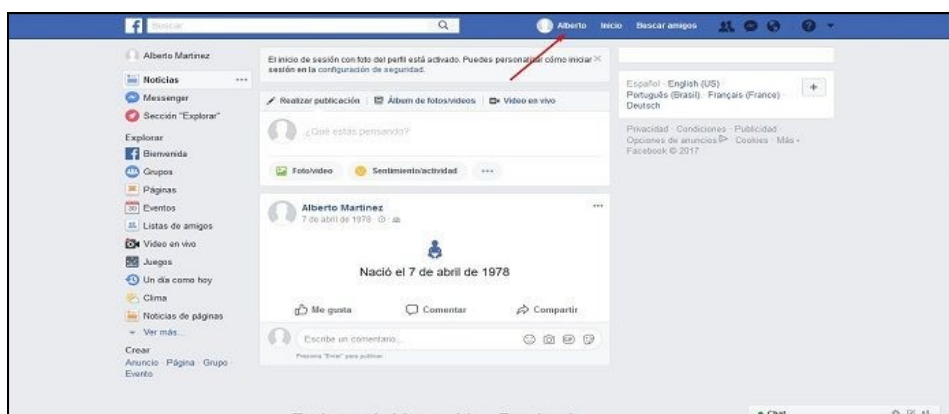 Buscar
Alberto Inicio Buscar amigos
Alberto Martinez
Noticias
Messenger
Sección "Explorar"
Explorar
Bienvenida
Grupos
Páginas
Eventos
Listas de amigos
Video en vivo
Juegos
Un día como hoy
Clima
Noticias de páginas
Ver más...
Crear
Anuncio · Página · Grupo ·
Evento
El inicio de sesión con foto del perfil está activado. Puedes personalizar cómo iniciar
sesión en la configuración de seguridad.
Realizar publicación
Álbum de fotos/videos
Video en vivo
¿Qué estás pensando?
Foto/video
Sentimiento/actividad
Alberto Martinez
7 de abril de 1978
Nació el 7 de abril de 1978
Me gusta
Comentar
Compartir
Escribe un comentario...
Presiona "Enter" para publicar.
Español · English (US) ·
Português (Brasil) · Français (France) ·
Deutsch
Privacidad · Condiciones · Publicidad ·
Opciones de anuncios · Cookies · Más
Facebook © 2017
Chat